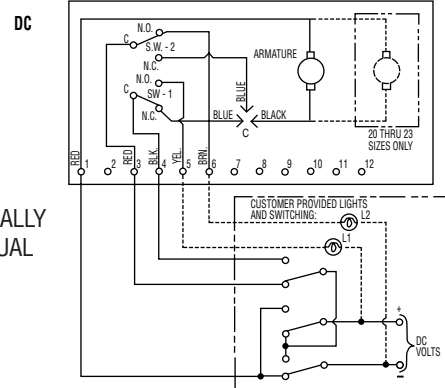 DC
N.O.
C
S.W. - 2
N.C.
N.O.
C
SW - 1
N.C.
ARMATURE
BLUE
BLUE
BLACK
C
20 THRU 23
SIZES ONLY
RED
RED
BLK.
YEL.
BRN.
1 2 3 4 5 6 7 8 9 10 11 12
CUSTOMER PROVIDED LIGHTS
AND SWITCHING:
L2
L1
ALLY
UAL
+
DC
VOLTS
–